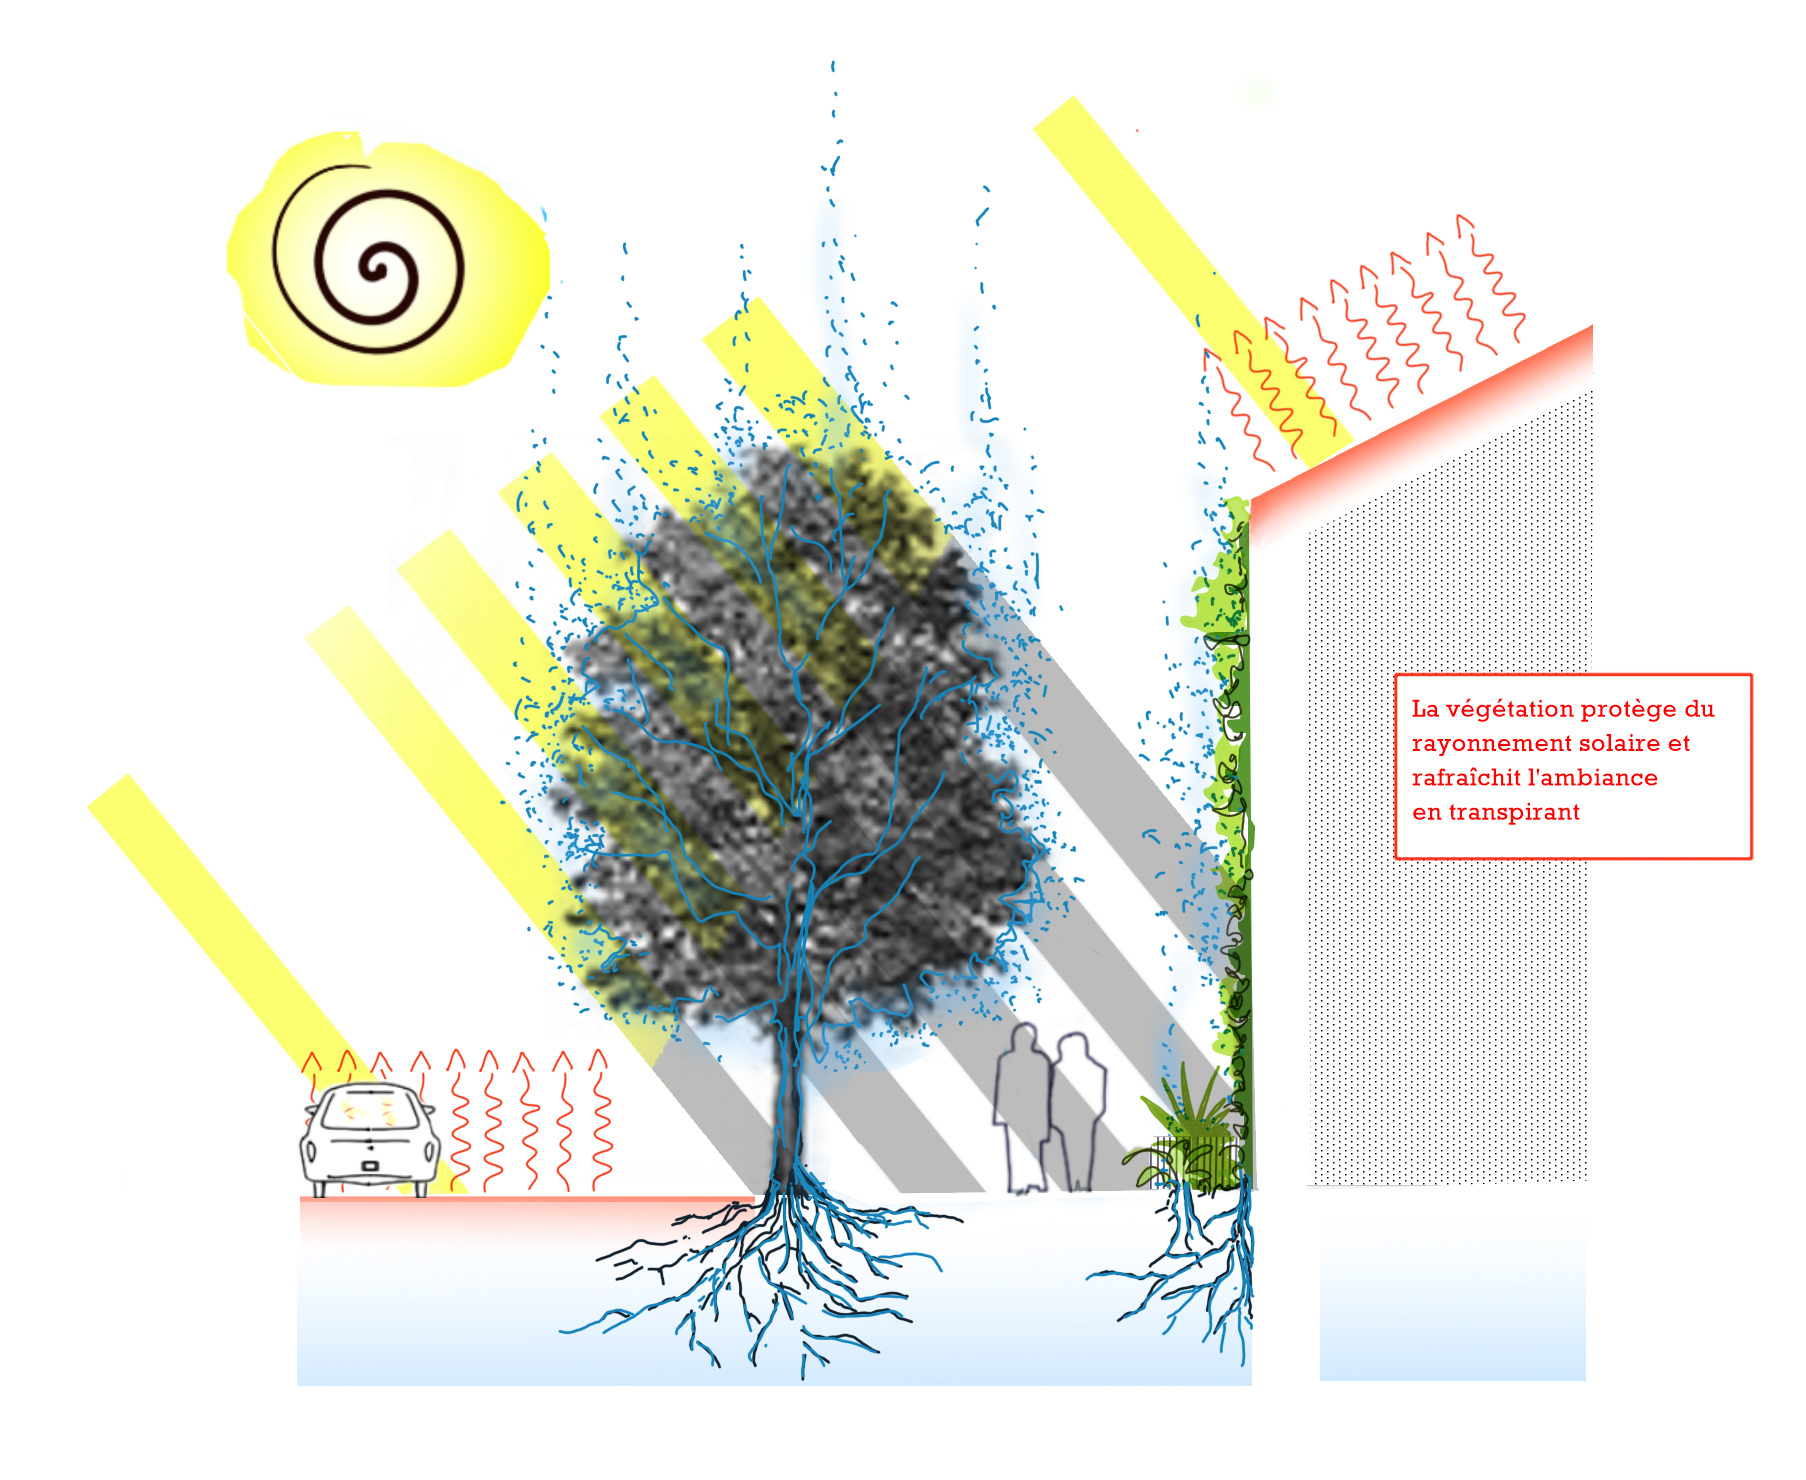 La végétation protège du
rayonnement solaire et
rafraîchit l'ambiance
en transpirant